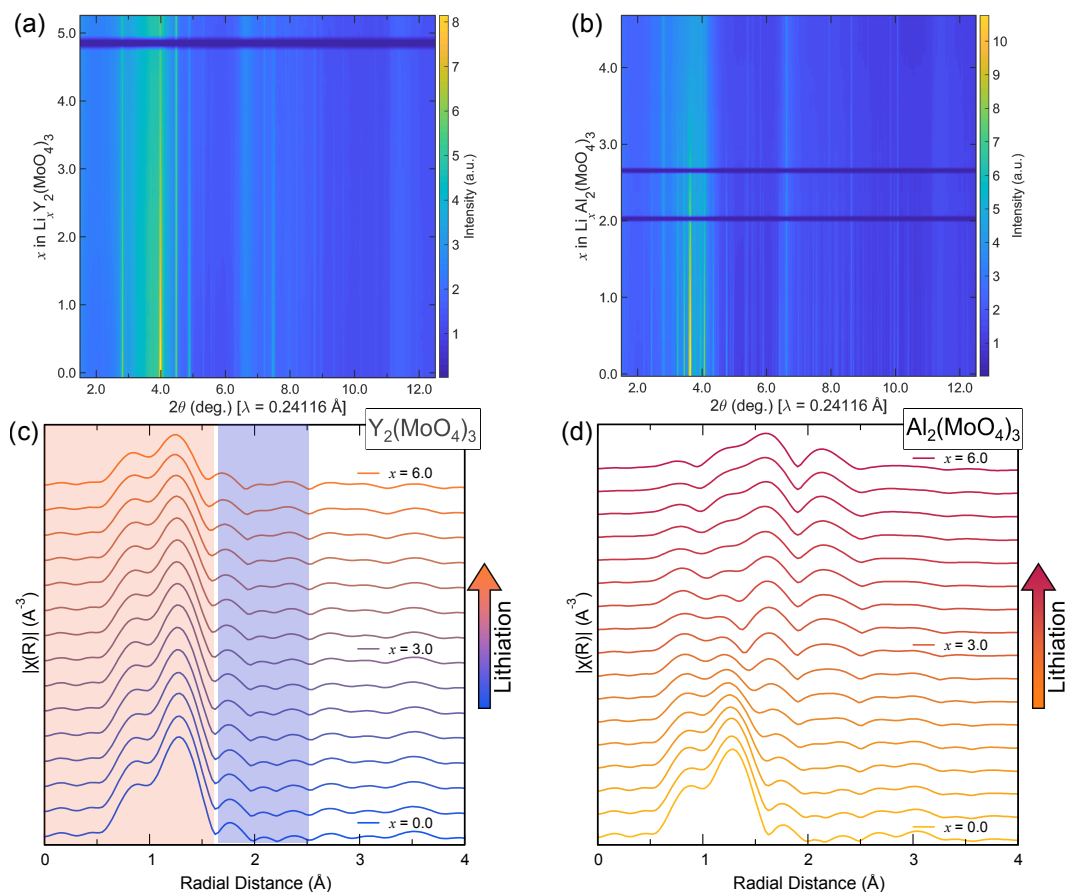 (a)
x in LixY2(MoO4)3
5.0
4.0
3.0
2.0
1.0
0.0
2.0 4.0 6.0 8.0 10.0 12.0
2θ (deg.) [λ = 0.24116 Å]
8
7
6
5
4
3
2
1
Intensity (a.u.)
(b)
x in LixAl2(MoO4)3
4.0
3.0
2.0
1.0
0.0
2.0 4.0 6.0 8.0 10.0 12.0
2θ (deg.) [λ = 0.24116 Å]
10
9
8
7
6
5
4
3
2
1
Intensity (a.u.)
(c)
Y2(MoO4)3
x = 6.0
x = 3.0
x = 0.0
|χ(R)| (A-3)
Lithiation
0 1 2 3 4
Radial Distance (Å)
(d)
Al2(MoO4)3
x = 6.0
x = 3.0
x = 0.0
|χ(R)| (A-3)
Lithiation
0 1 2 3 4
Radial Distance (Å)